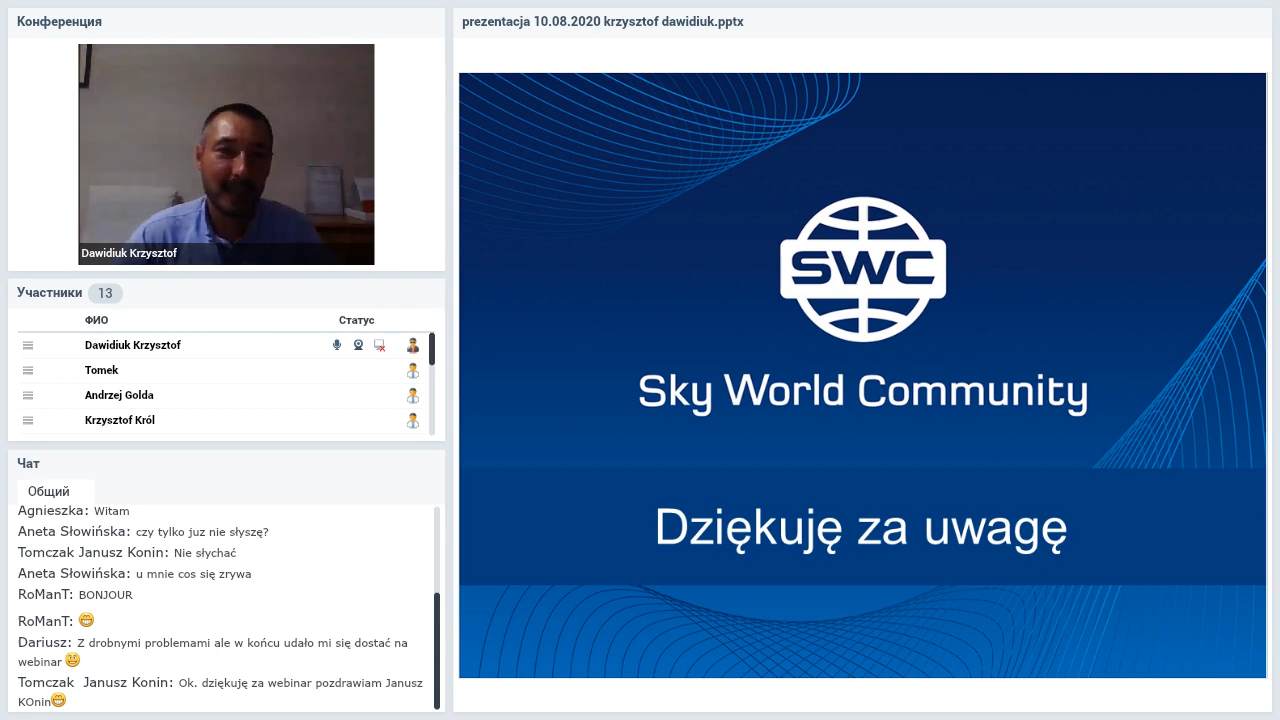 Конференция
Dawidiuk Krzysztof
Участники 13
ФИО Статус
Dawidiuk Krzysztof
Tomek
Andrzej Golda
Krzysztof Król
Чат
Общий
Agnieszka: Witam
Aneta Słowińska: czy tylko juz nie słyszę?
Tomczak Janusz Konin: Nie słychać
Aneta Słowińska: u mnie cos się zrywa
RoManT: BONJOUR
RoManT:
Dariusz: Z drobnymi problemami ale w końcu udało mi się dostać na
webinar
Tomczak Janusz Konin: Ok. dziękuję za webinar pozdrawiam Janusz
KOnin
prezentacja 10.08.2020 krzysztof dawidiuk.pptx
SWC
Sky World Community
Dziękuję za uwagę